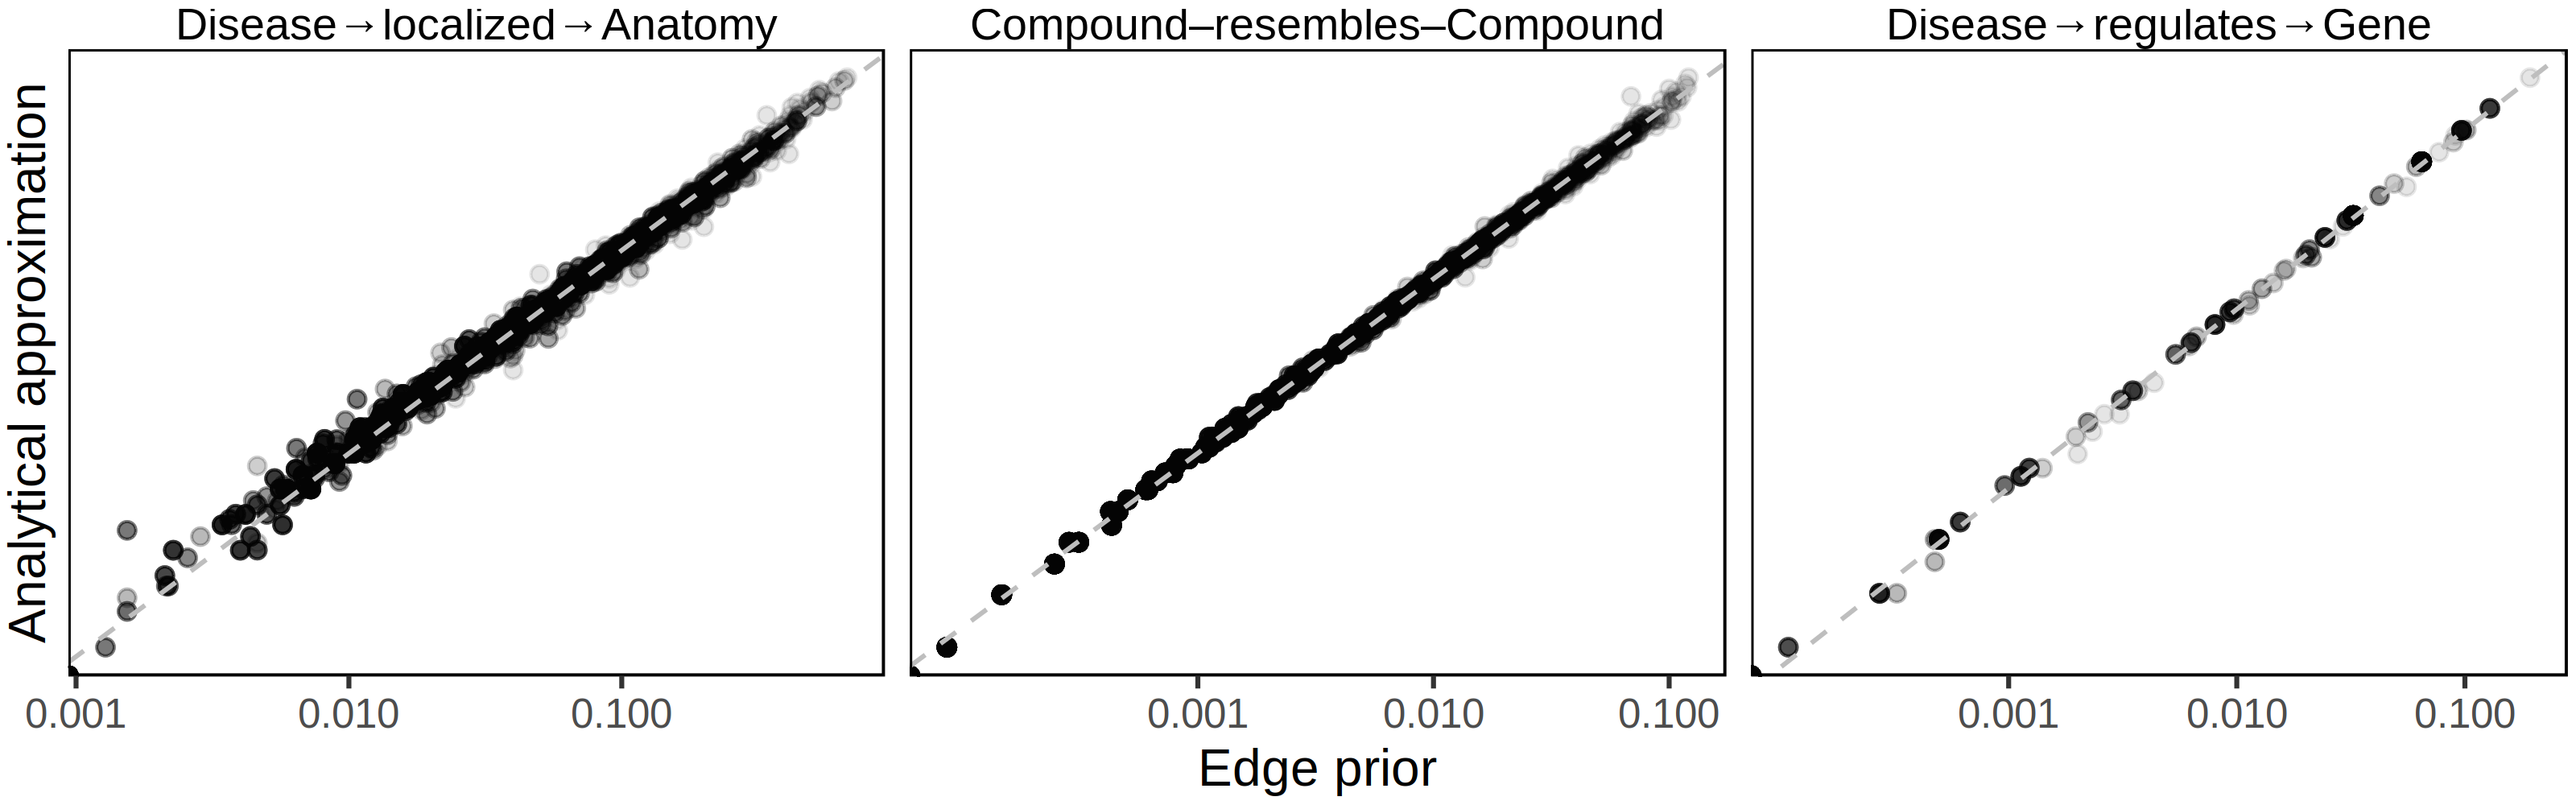 Disease→localized→Anatomy
Compound–resembles–Compound
Disease→regulates→Gene
Analytical approximation
0.001 0.010 0.100
0.001 0.010 0.100
0.001 0.010 0.100
Edge prior